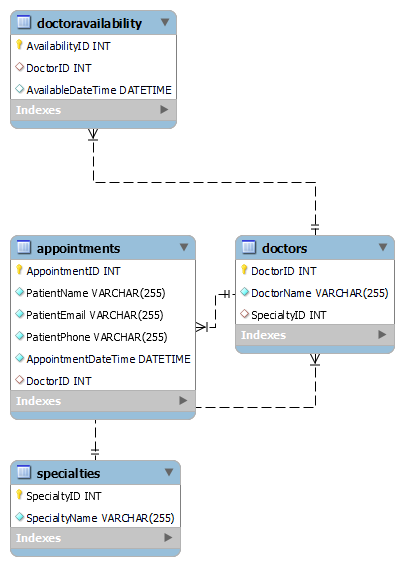 doctoravailability
AvailabilityID INT
DoctorID INT
AvailableDateTime DATETIME
Indexes
appointments
AppointmentID INT
PatientName VARCHAR(255)
PatientEmail VARCHAR(255)
PatientPhone VARCHAR(255)
AppointmentDateTime DATETIME
DoctorID INT
Indexes
doctors
DoctorID INT
DoctorName VARCHAR(255)
SpecialtyID INT
Indexes
specialties
SpecialtyID INT
SpecialtyName VARCHAR(255)
Indexes